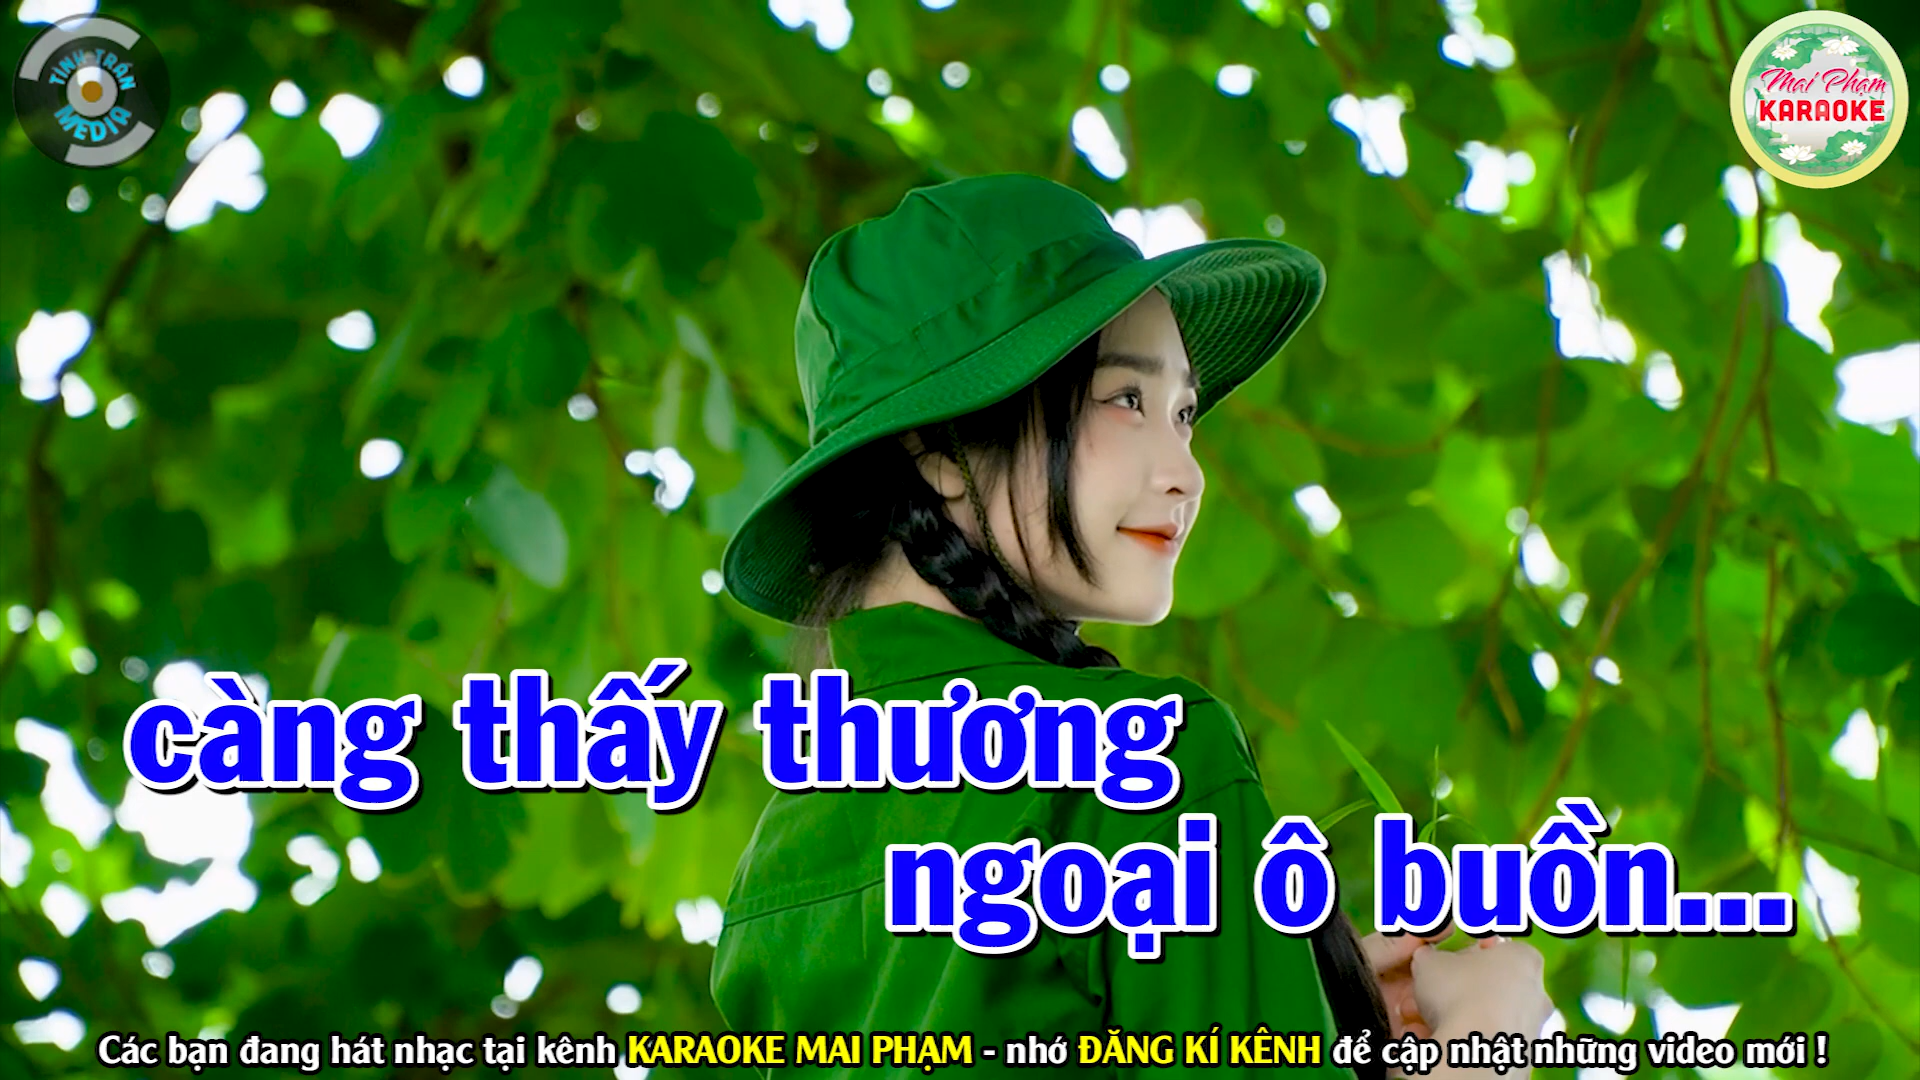 TÌNH TRẦN
MEDIA
Mai Phạm
KARAOKE
càng thấy thương
ngoại ô buồn...
Các bạn đang hát nhạc tại kênh KARAOKE MAI PHẠM - nhớ ĐĂNG KÍ KÊNH để cập nhật những video mới !